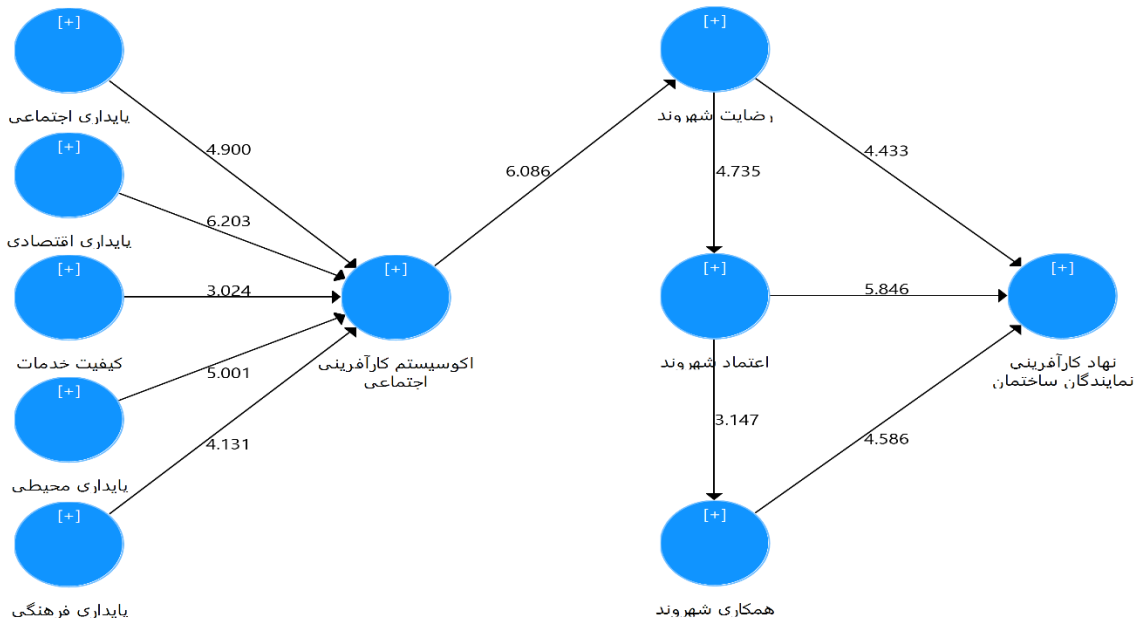 [+]
پایداری اجتماعی
[+]
پایداری اقتصادی
[+]
کیفیت خدمات
[+]
پایداری محیطی
[+]
پایداری فرهنگی
4.900
6.203
3.024
5.001
4.131
[+]
اکوسیستم کارآفرینی
اجتماعی
6.086
[+]
رضایت شهروند
4.735
[+]
اعتماد شهروند
3.147
[+]
همکاری شهروند
4.433
5.846
4.586
[+]
نهاد کارآفرینی
نمایندگان ساختمان